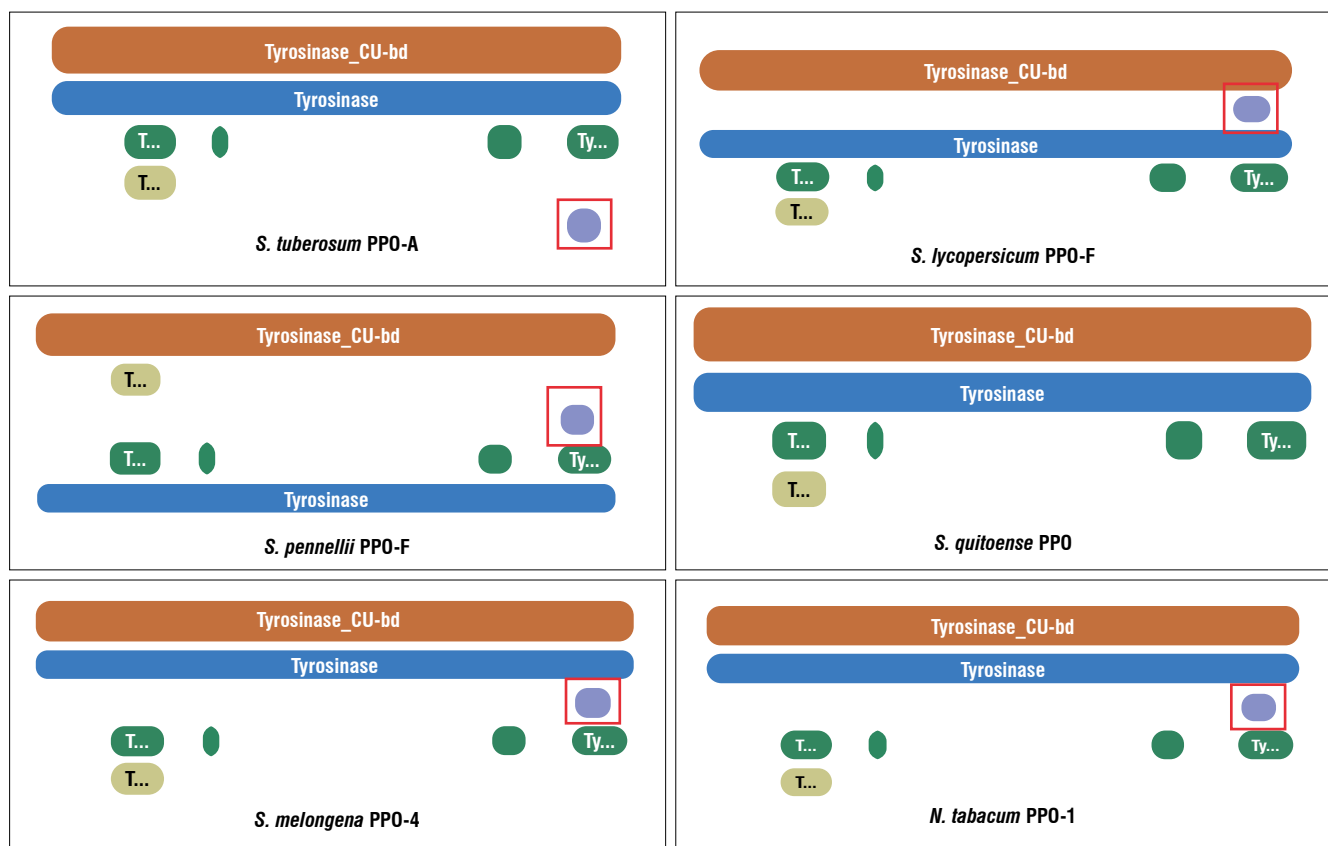 Tyrosinase_CU-bd
Tyrosinase
T...
Ty...
T...
S. tuberosum PPO-A
Tyrosinase_CU-bd
Tyrosinase
T...
Ty...
T...
S. lycopersicum PPO-F
Tyrosinase_CU-bd
T...
T...
Ty...
Tyrosinase
S. pennellii PPO-F
Tyrosinase_CU-bd
Tyrosinase
T...
Ty...
T...
S. quitoense PPO
Tyrosinase_CU-bd
Tyrosinase
T...
Ty...
T...
S. melongena PPO-4
Tyrosinase_CU-bd
Tyrosinase
T...
Ty...
T...
N. tabacum PPO-1